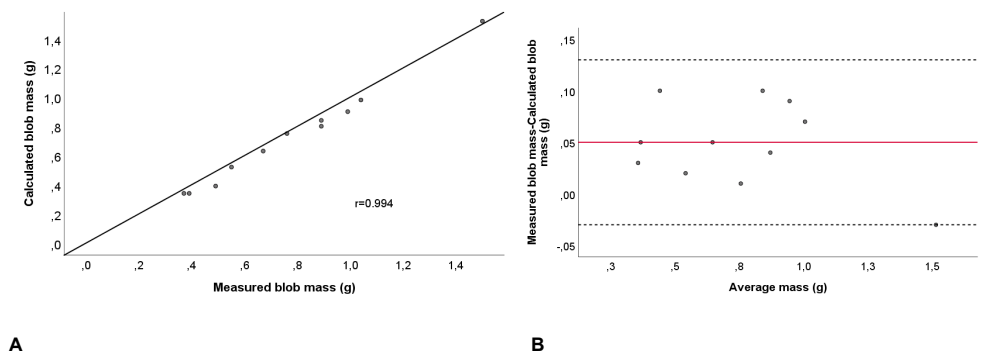 Calculated blob mass (g)
1,4
1,2
1,0
,8
,6
,4
,2
,0
r=0.994
,0 ,2 ,4 ,6 ,8 1,0 1,2 1,4
Measured blob mass (g)
A
Measured blob mass-Calculated blob
mass (g)
,15
,10
,05
,00
-,05
,3 ,5 ,8 1,0 1,3 1,5
Average mass (g)
B